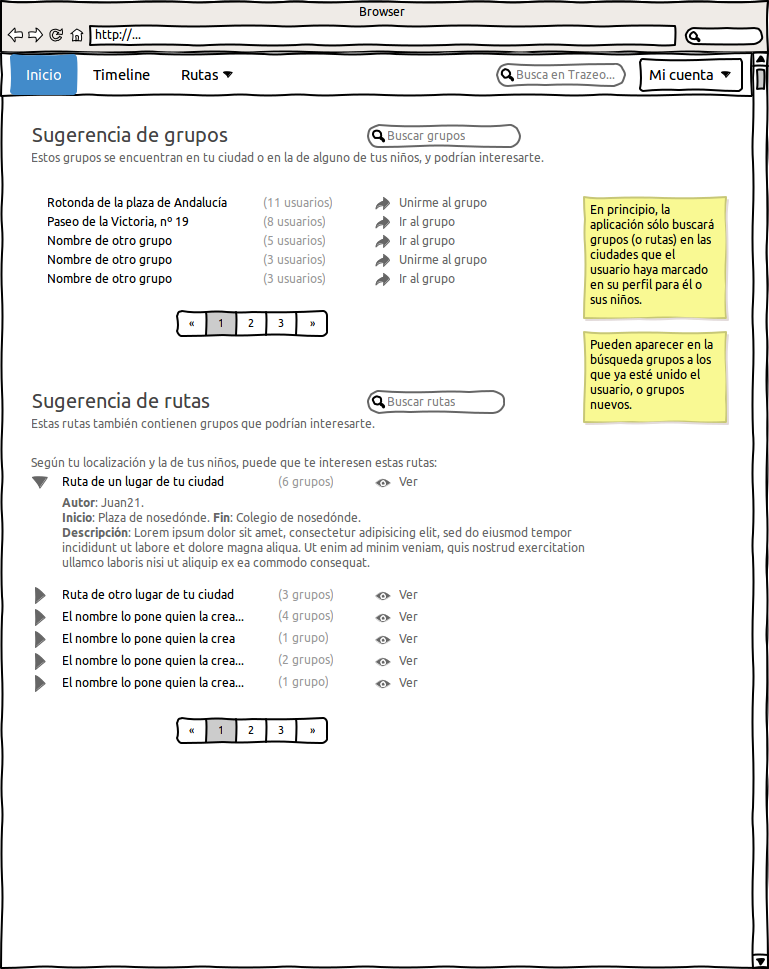 Browser
http://...
Inicio Timeline Rutas Busca en Trazeo... Mi cuenta
Sugerencia de grupos Buscar grupos
Estos grupos se encuentran en tu ciudad o en la de alguno de tus niños, y podrían interesarte.
Rotonda de la plaza de Andalucía (11 usuarios) Unirme al grupo
Paseo de la Victoria, nº 19 (8 usuarios) Ir al grupo
Nombre de otro grupo (5 usuarios) Ir al grupo
Nombre de otro grupo (3 usuarios) Unirme al grupo
Nombre de otro grupo (3 usuarios) Ir al grupo
« 1 2 3 »
En principio, la
aplicación sólo buscará
grupos (o rutas) en las
ciudades que el
usuario haya marcado
en su perfil para él o
sus niños.
Pueden aparecer en la
búsqueda grupos a los
que ya esté unido el
usuario, o grupos
nuevos.
Sugerencia de rutas Buscar rutas
Estas rutas también contienen grupos que podrían interesarte.
Según tu localización y la de tus niños, puede que te interesen estas rutas:
Ruta de un lugar de tu ciudad (6 grupos) Ver
Autor: Juan21.
Inicio: Plaza de nosedónde. Fin: Colegio de nosedónde.
Descripción: Lorem ipsum dolor sit amet, consectetur adipisicing elit, sed do eiusmod tempor
incididunt ut labore et dolore magna aliqua. Ut enim ad minim veniam, quis nostrud exercitation
ullamco laboris nisi ut aliquip ex ea commodo consequat.
Ruta de otro lugar de tu ciudad (3 grupos) Ver
El nombre lo pone quien la crea... (4 grupos) Ver
El nombre lo pone quien la crea (1 grupo) Ver
El nombre lo pone quien la crea... (2 grupos) Ver
El nombre lo pone quien la crea... (1 grupo) Ver
« 1 2 3 »